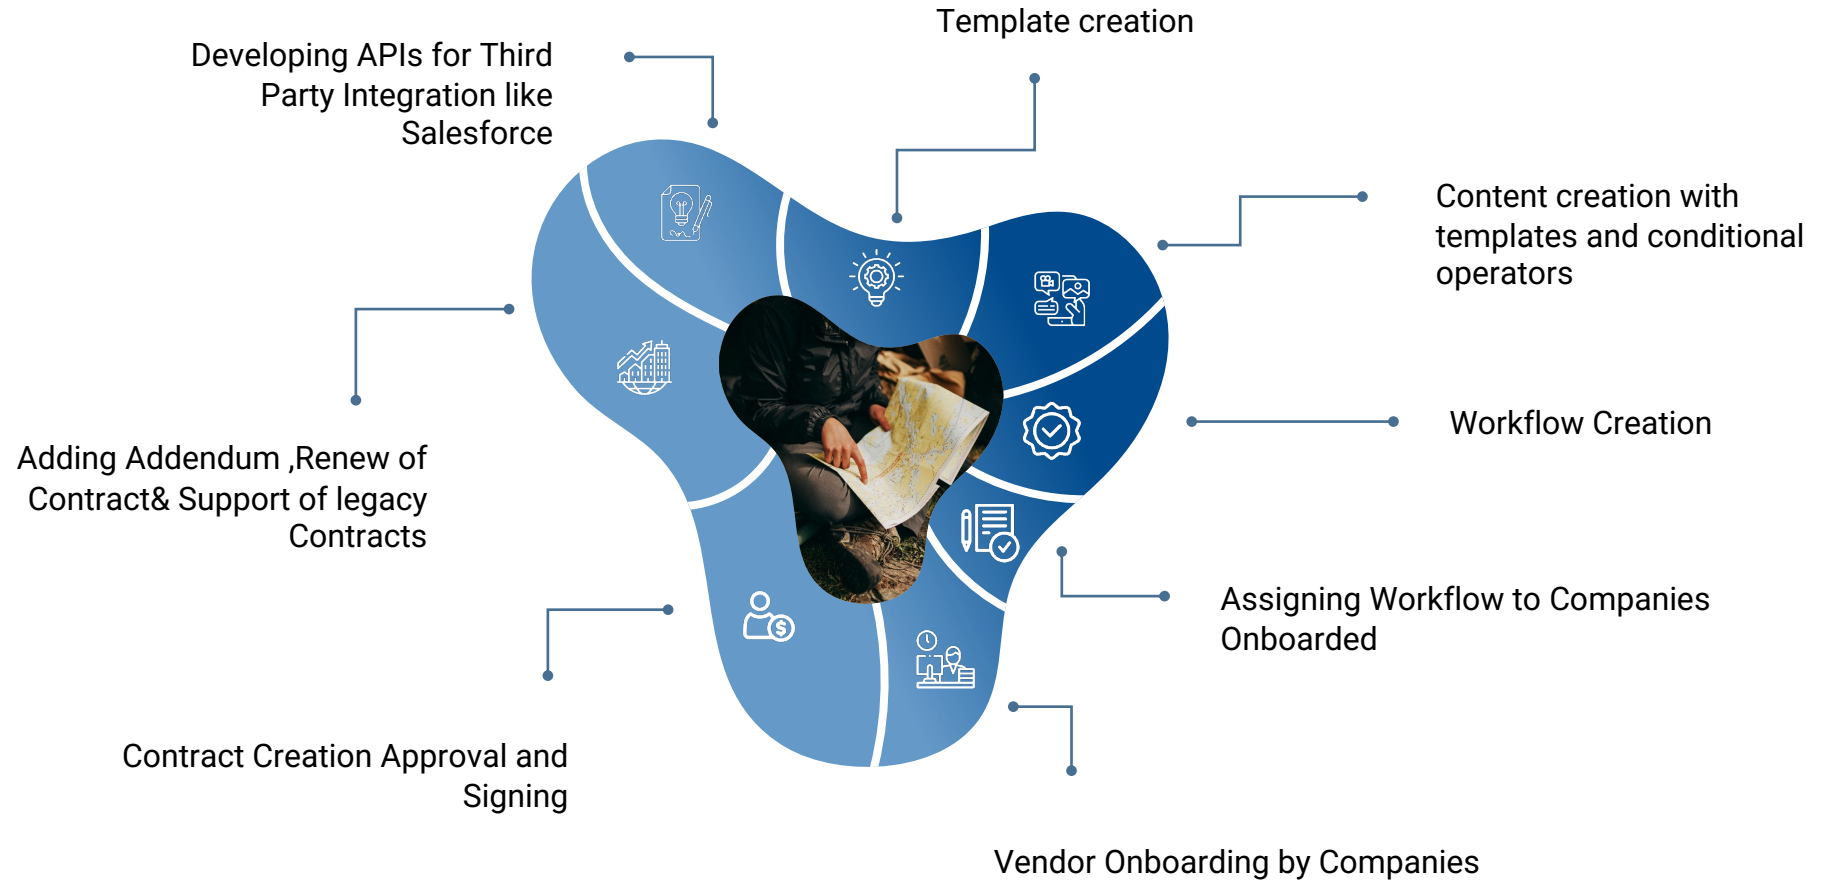 Template creation
Developing APIs for Third
Party Integration like
Salesforce
Content creation with
templates and conditional
operators
Workflow Creation
Adding Addendum ,Renew of
Contract& Support of legacy
Contracts
Assigning Workflow to Companies
Onboarded
Contract Creation Approval and
Signing
Vendor Onboarding by Companies